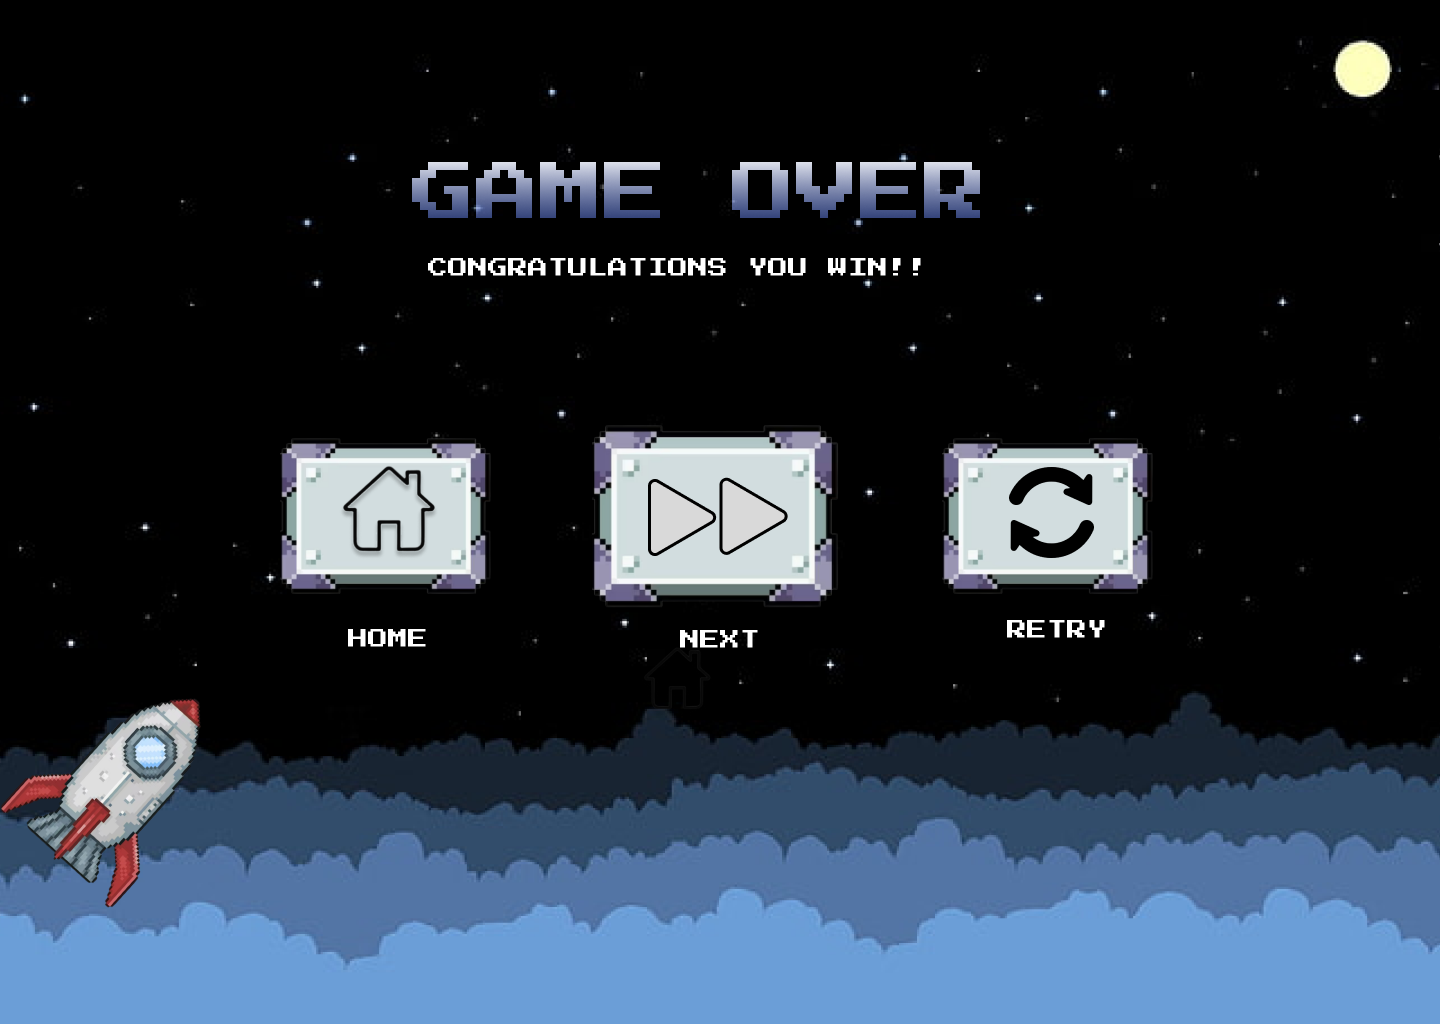 GAME OVER
CONGRATULATIONS YOU WIN!!
HOME
NEXT
RETRY